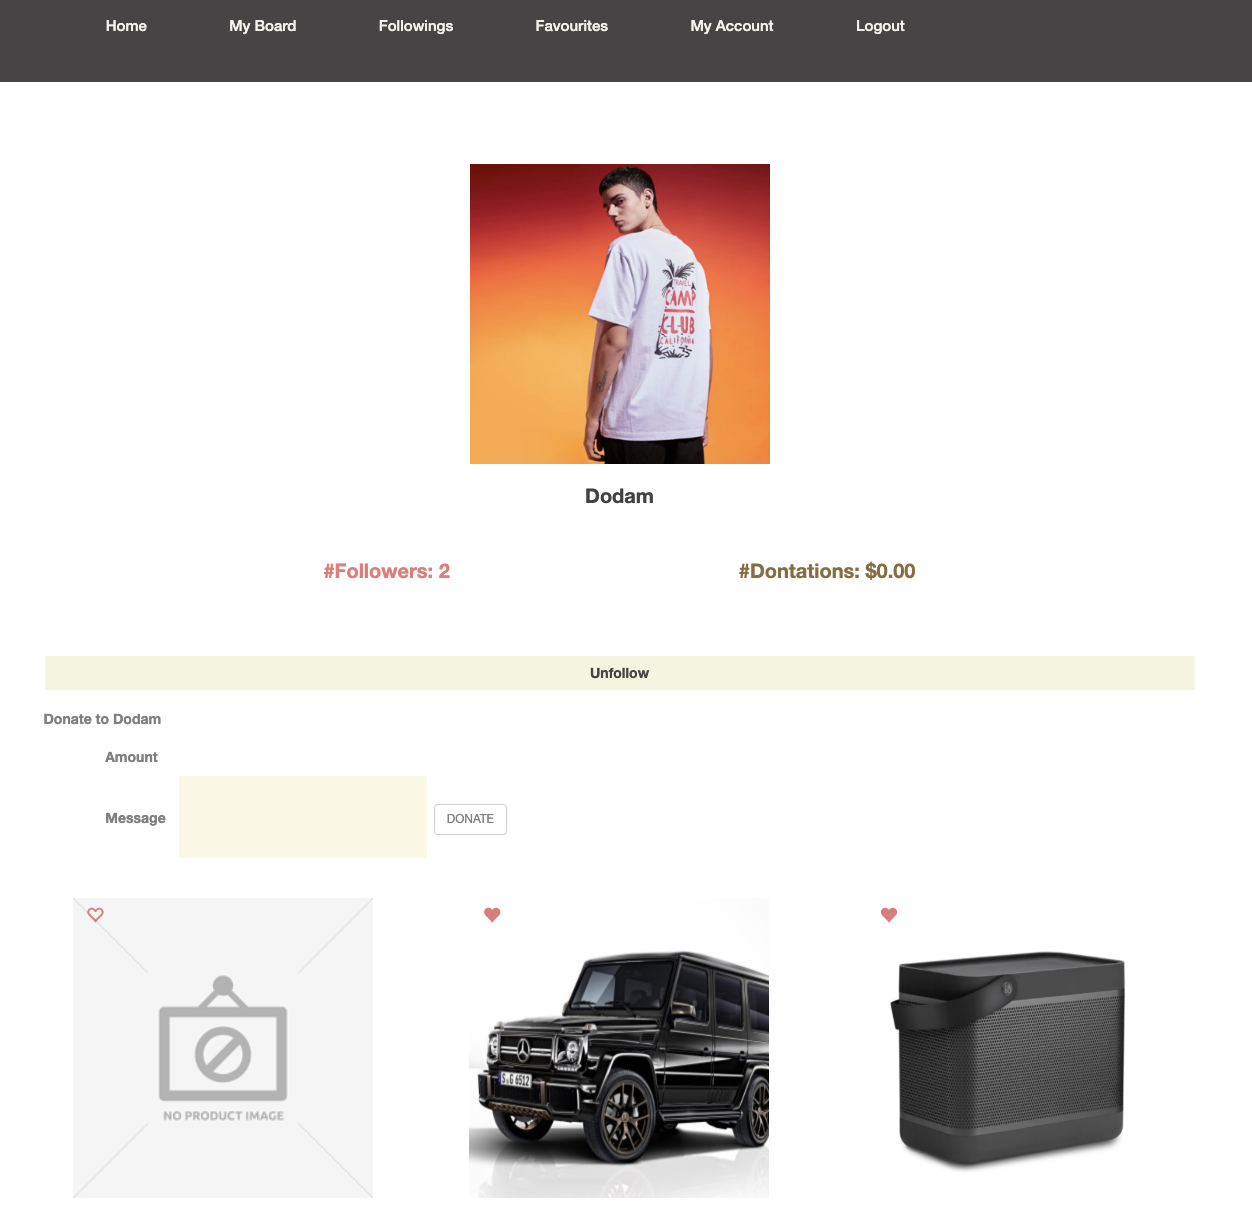 Home My Board Followings Favourites My Account Logout
TRAVEL
CAMP
CLUB
CALIFORNIA
Dodam
#Followers: 2 #Dontations: $0.00
Unfollow
Donate to Dodam
Amount
Message DONATE
NO PRODUCT IMAGE
S G 6512